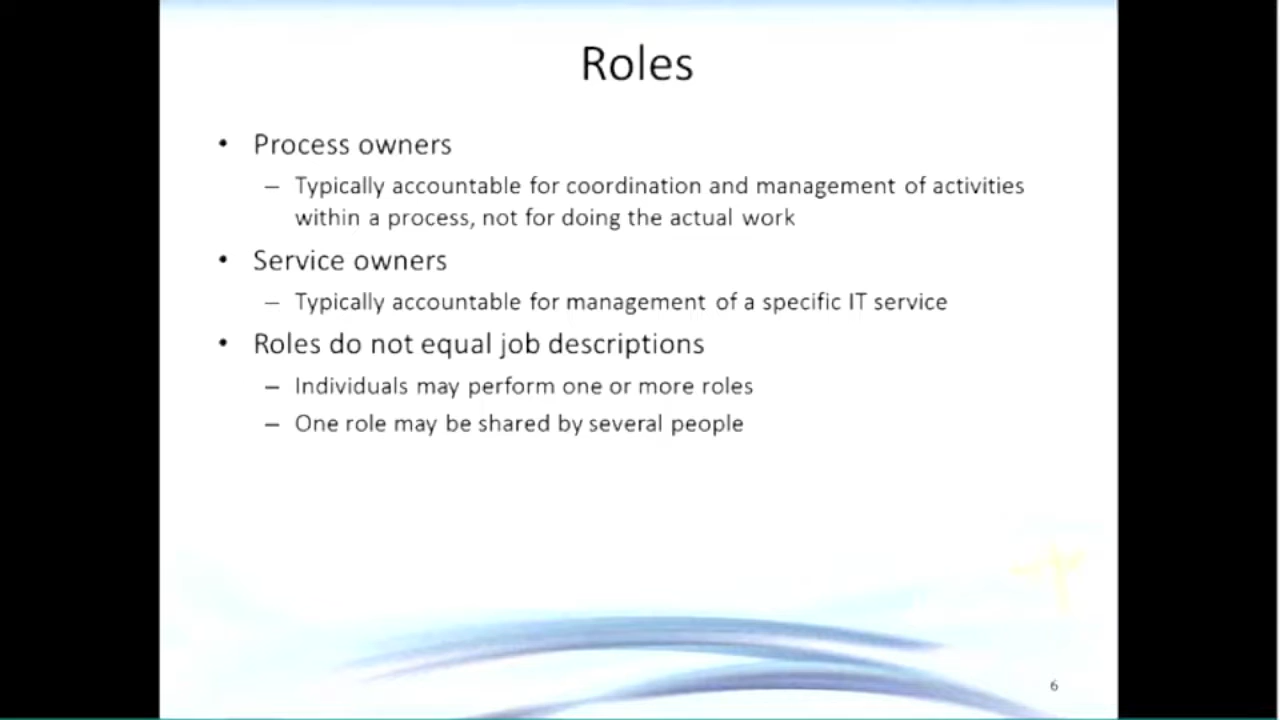 Roles
• Process owners
– Typically accountable for coordination and management of activities
within a process, not for doing the actual work
• Service owners
– Typically accountable for management of a specific IT service
• Roles do not equal job descriptions
– Individuals may perform one or more roles
– One role may be shared by several people
6